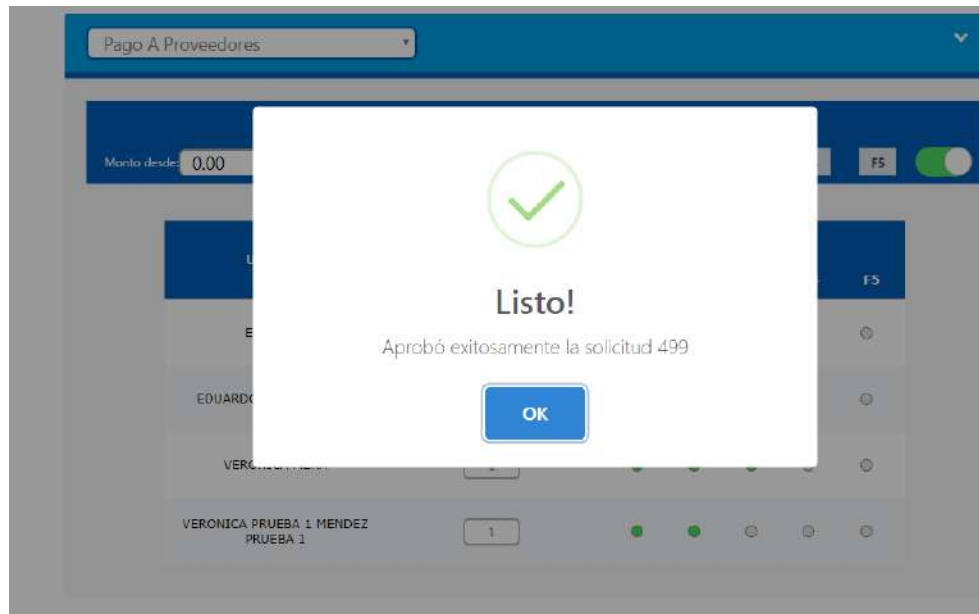 Pago A Proveedores
Monto desde: 0.00
F5
F5
Listo!
Aprobó exitosamente la solicitud 499
OK
EDUARDO
VERONICA
VERONICA PRUEBA 1 MENDEZ
PRUEBA 1
1